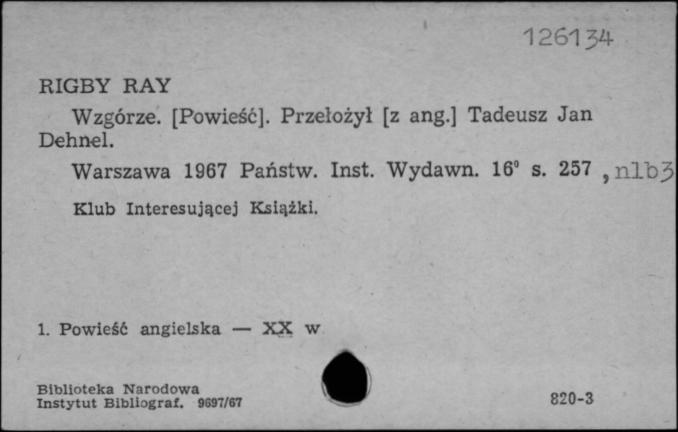 126134
RIGBY RAY
Wzgórze. [Powieść]. Przełożył [z ang.] Tadeusz Jan
Dehnel.
Warszawa 1967 Państw. Inst. Wydawn. 16° s. 257 , nlb3
Klub Interesującej Książki.
1. Powieść angielska — XX w
Biblioteka Narodowa
Instytut Bibliograf. 9697/67
820-3